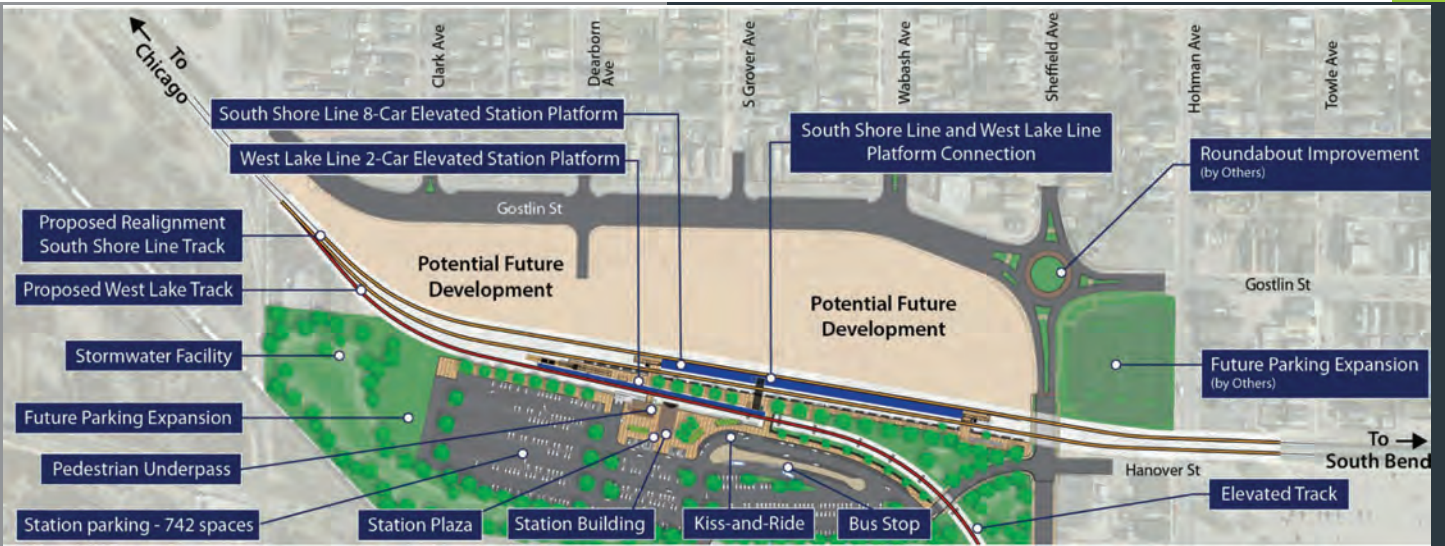 To
Chicago
Clark Ave
Dearborn
Ave
S Grover Ave
Wabash Ave
Sheffield Ave
Hohman Ave
Towle Ave
South Shore Line 8-Car Elevated Station Platform
West Lake Line 2-Car Elevated Station Platform
South Shore Line and West Lake Line
Platform Connection
Roundabout Improvement
(by Others)
Gostlin St
Proposed Realignment
South Shore Line Track
Proposed West Lake Track
Potential Future
Development
Potential Future
Development
Gostlin St
Stormwater Facility
Future Parking Expansion
(by Others)
Future Parking Expansion
Pedestrian Underpass
To
South Bend
Hanover St
Elevated Track
Station parking - 742 spaces
Station Plaza
Station Building
Kiss-and-Ride
Bus Stop